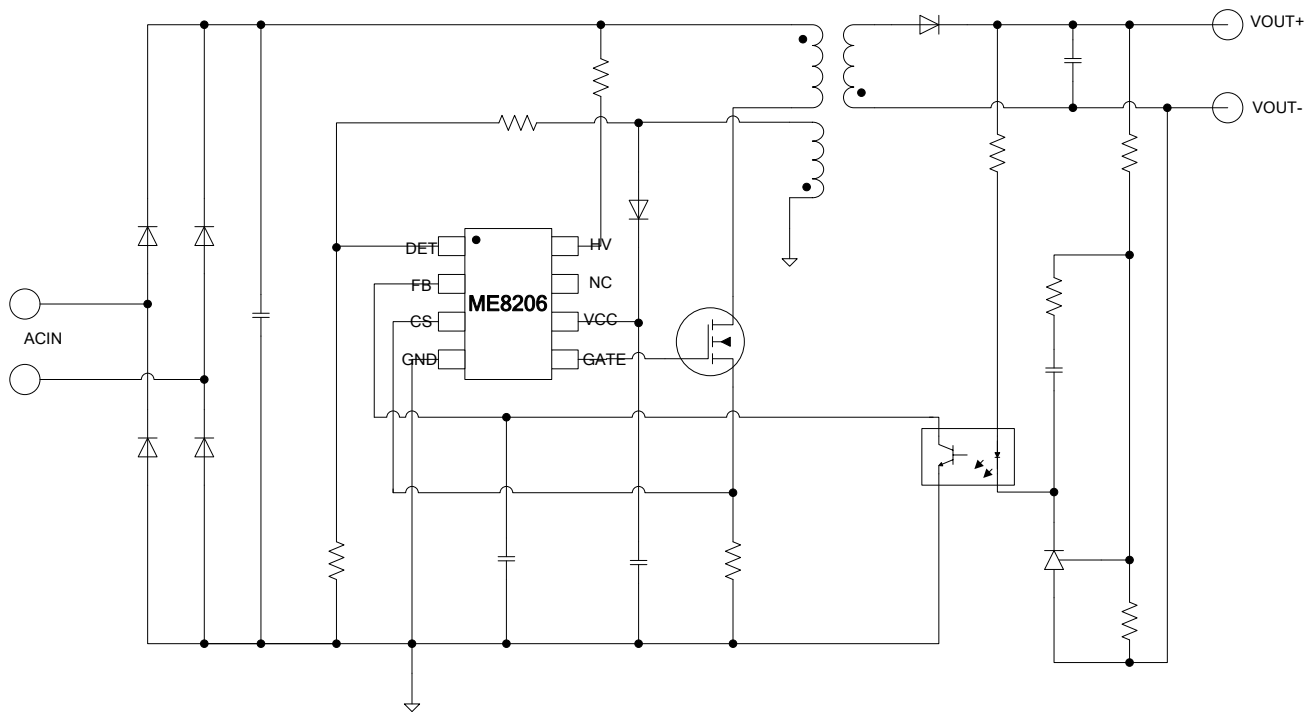 VOUT+
VOUT-
DET
HV
FB
NC
ME8206
CS
VCC
GND
GATE
ACIN